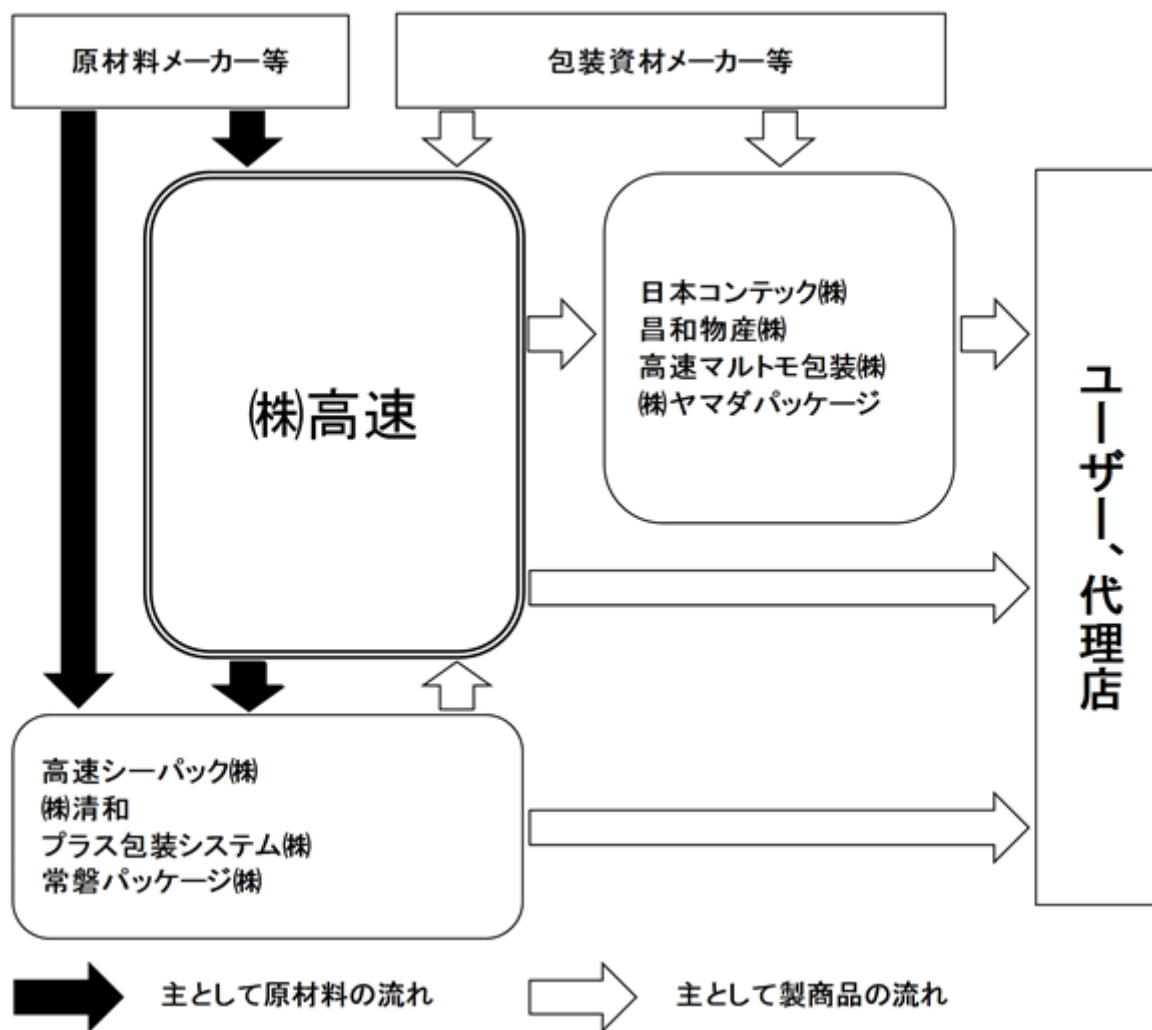 原材料メーカー等
包装資材メーカー等
㈱高速
日本コンテック㈱
昌和物産㈱
高速マルトモ包装㈱
㈱ヤマダパッケージ
ユーザー、代理店
高速シーパック㈱
㈱清和
プラス包装システム㈱
常磐パッケージ㈱
主として原材料の流れ
主として製商品の流れ